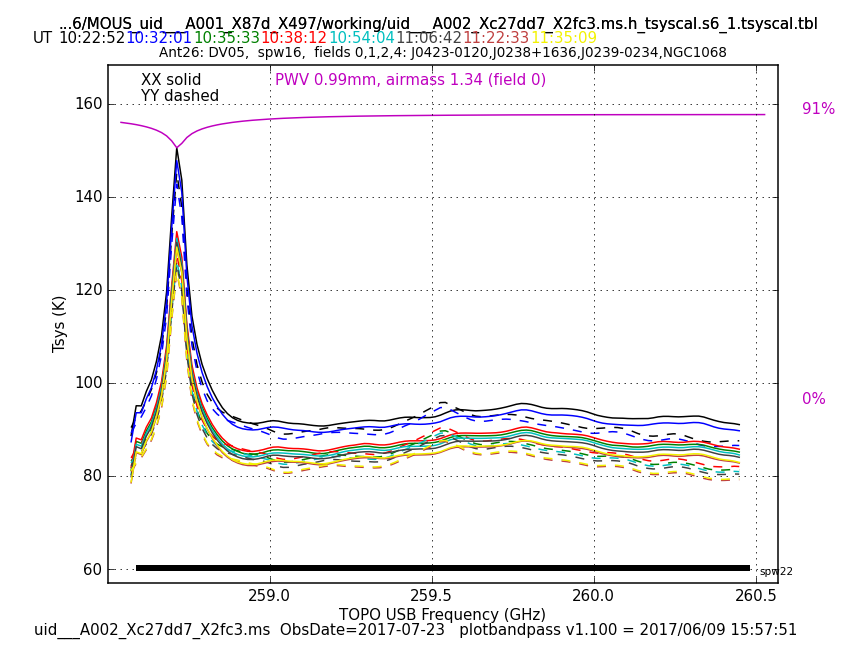 ...6/MOUS_uid___A001_X87d_X497/working/uid___A002_Xc27dd7_X2fc3.ms.h_tsyscal.s6_1.tsyscal.tbl
UT 10:22:52 10:32:01 10:35:33 10:38:12 10:54:04 11:06:42 11:22:33 11:35:09
Ant26: DV05, spw16, fields 0,1,2,4: J0423-0120,J0238+1636,J0239-0234,NGC1068
XX solid
YY dashed
PWV 0.99mm, airmass 1.34 (field 0)
91%
0%
160
140
120
100
80
60
Tsys (K)
spw22
259.0 259.5 260.0 260.5
TOPO USB Frequency (GHz)
uid___A002_Xc27dd7_X2fc3.ms ObsDate=2017-07-23 plotbandpass v1.100 = 2017/06/09 15:57:51